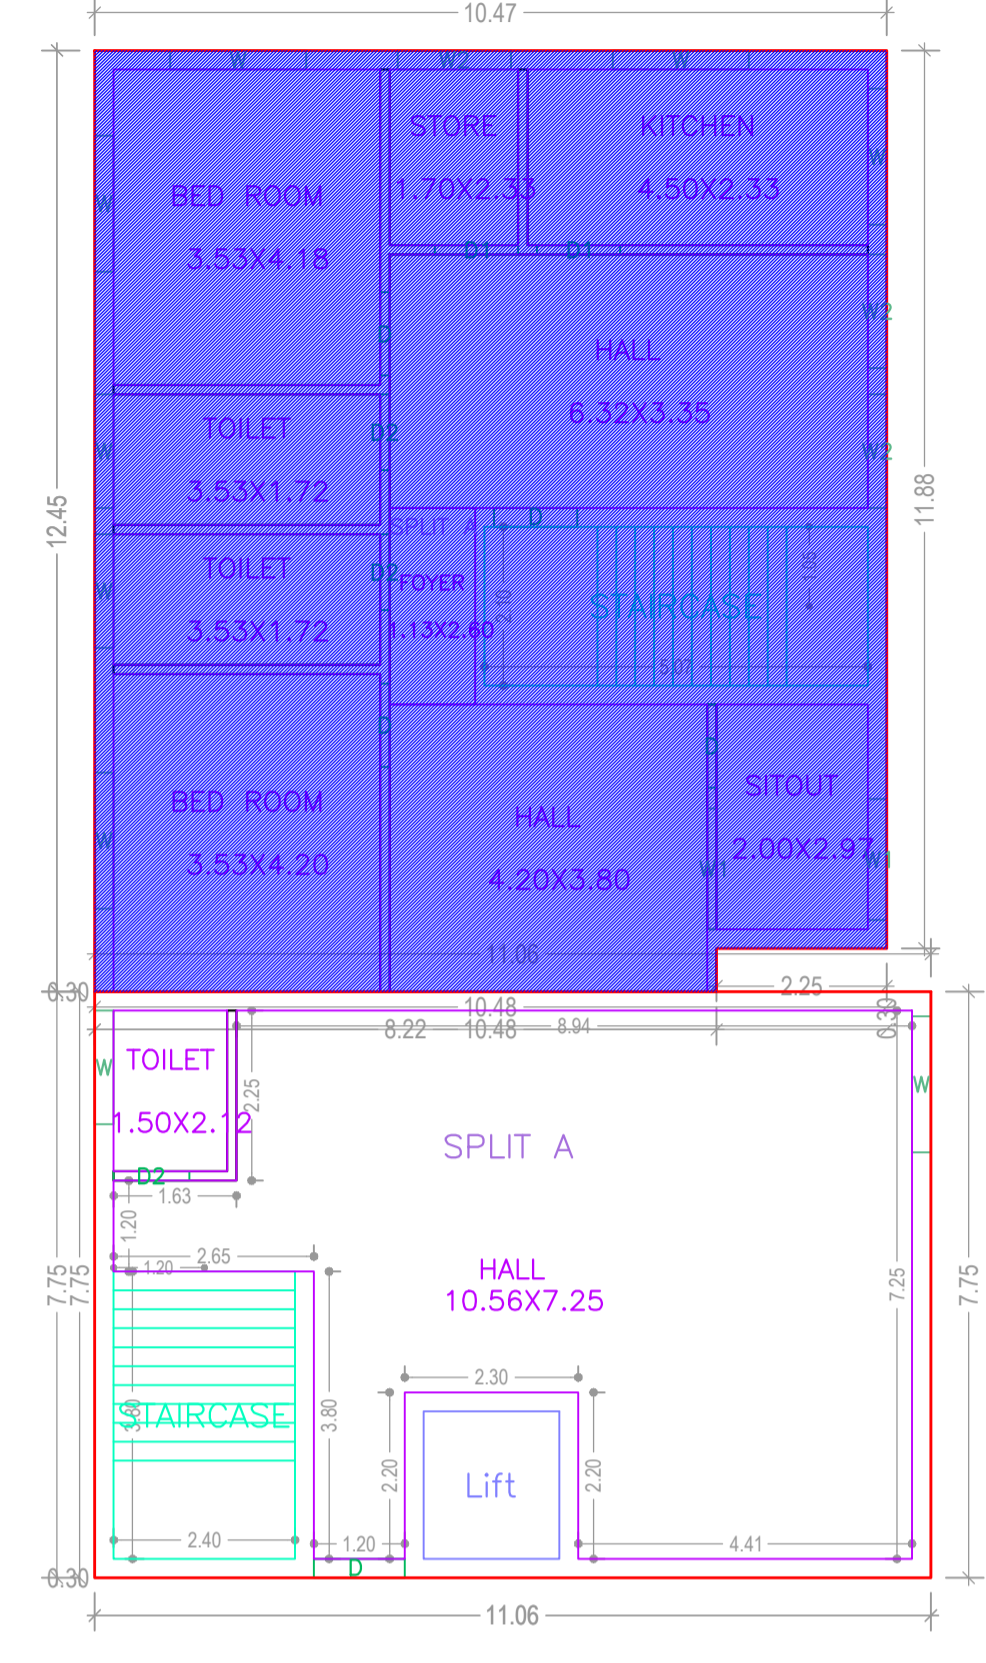 10.47
W W2 W
STORE KITCHEN
W
BED ROOM 1.70X2.33 4.50X2.33
W
D1 D1
3.53X4.18
W2
D
HALL
6.32X3.35
TOILET D2
W W2
3.53X1.72
12.45
11.88
SPLIT A D
TOILET D2 FOYER
W 2.10 STAIRCASE 1.05
3.53X1.72 1.13X2.60
5.07
D D
BED ROOM HALL SITOUT
W
3.53X4.20 4.20X3.80 W1 2.00X2.97 W1
11.06
0.30 2.25
10.48 0.33
8.22 10.48 8.94
TOILET
W W
2.25
1.50X2.12
SPLIT A
D2
1.63
1.20
2.65
1.20
HALL
10.56X7.25
7.75 7.75 7.25 7.75
2.30
STAIRCASE
3.80 3.80
2.20 Lift 2.20
2.40 1.20 4.41
D
0.30
11.06